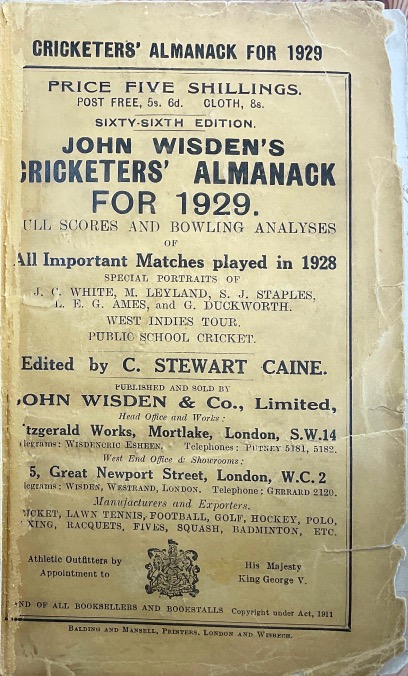 CRICKETERS' ALMANACK FOR 1929
PRICE FIVE SHILLINGS.
POST FREE, 5s. 6d. CLOTH, 8s.
SIXTY-SIXTH EDITION.
JOHN WISDEN'S
CRICKETERS' ALMANACK
FOR 1929.
ULL SCORES AND BOWLING ANALYSES
OF
All Important Matches played in 1928
SPECIAL PORTRAITS OF
J. C. WHITE, M. LEYLAND, S. J. STAPLES,
L. E. G. AMES, and G. DUCKWORTH.
WEST INDIES TOUR.
PUBLIC SCHOOL CRICKET.
Edited by C. STEWART CAINE.
PUBLISHED AND SOLD BY
JOHN WISDEN & Co., Limited,
Head Office and Works:
tzgerald Works, Mortlake, London, S.W.14
legrams: WISDENCRIC-ESHEEN. Telephones: PUTNEY 5181, 5182.
West End Office & Showrooms:
5, Great Newport Street, London, W.C.2
legrams: WISDEN, WESTRAND, LONDON. Telephone: GERRARD 2120.
Manufacturers and Exporters.
ICKET, LAWN TENNIS, FOOTBALL, GOLF, HOCKEY, POLO,
XING, RACQUETS, FIVES, SQUASH, BADMINTON, ETC.
Athletic Outfitters by
Appointment to
His Majesty
King George V.
ND OF ALL BOOKSELLERS AND BOOKSTALLS Copyright under Act, 1911
BALDING AND MANSELL, PRINTERS, LONDON AND WISBECH.